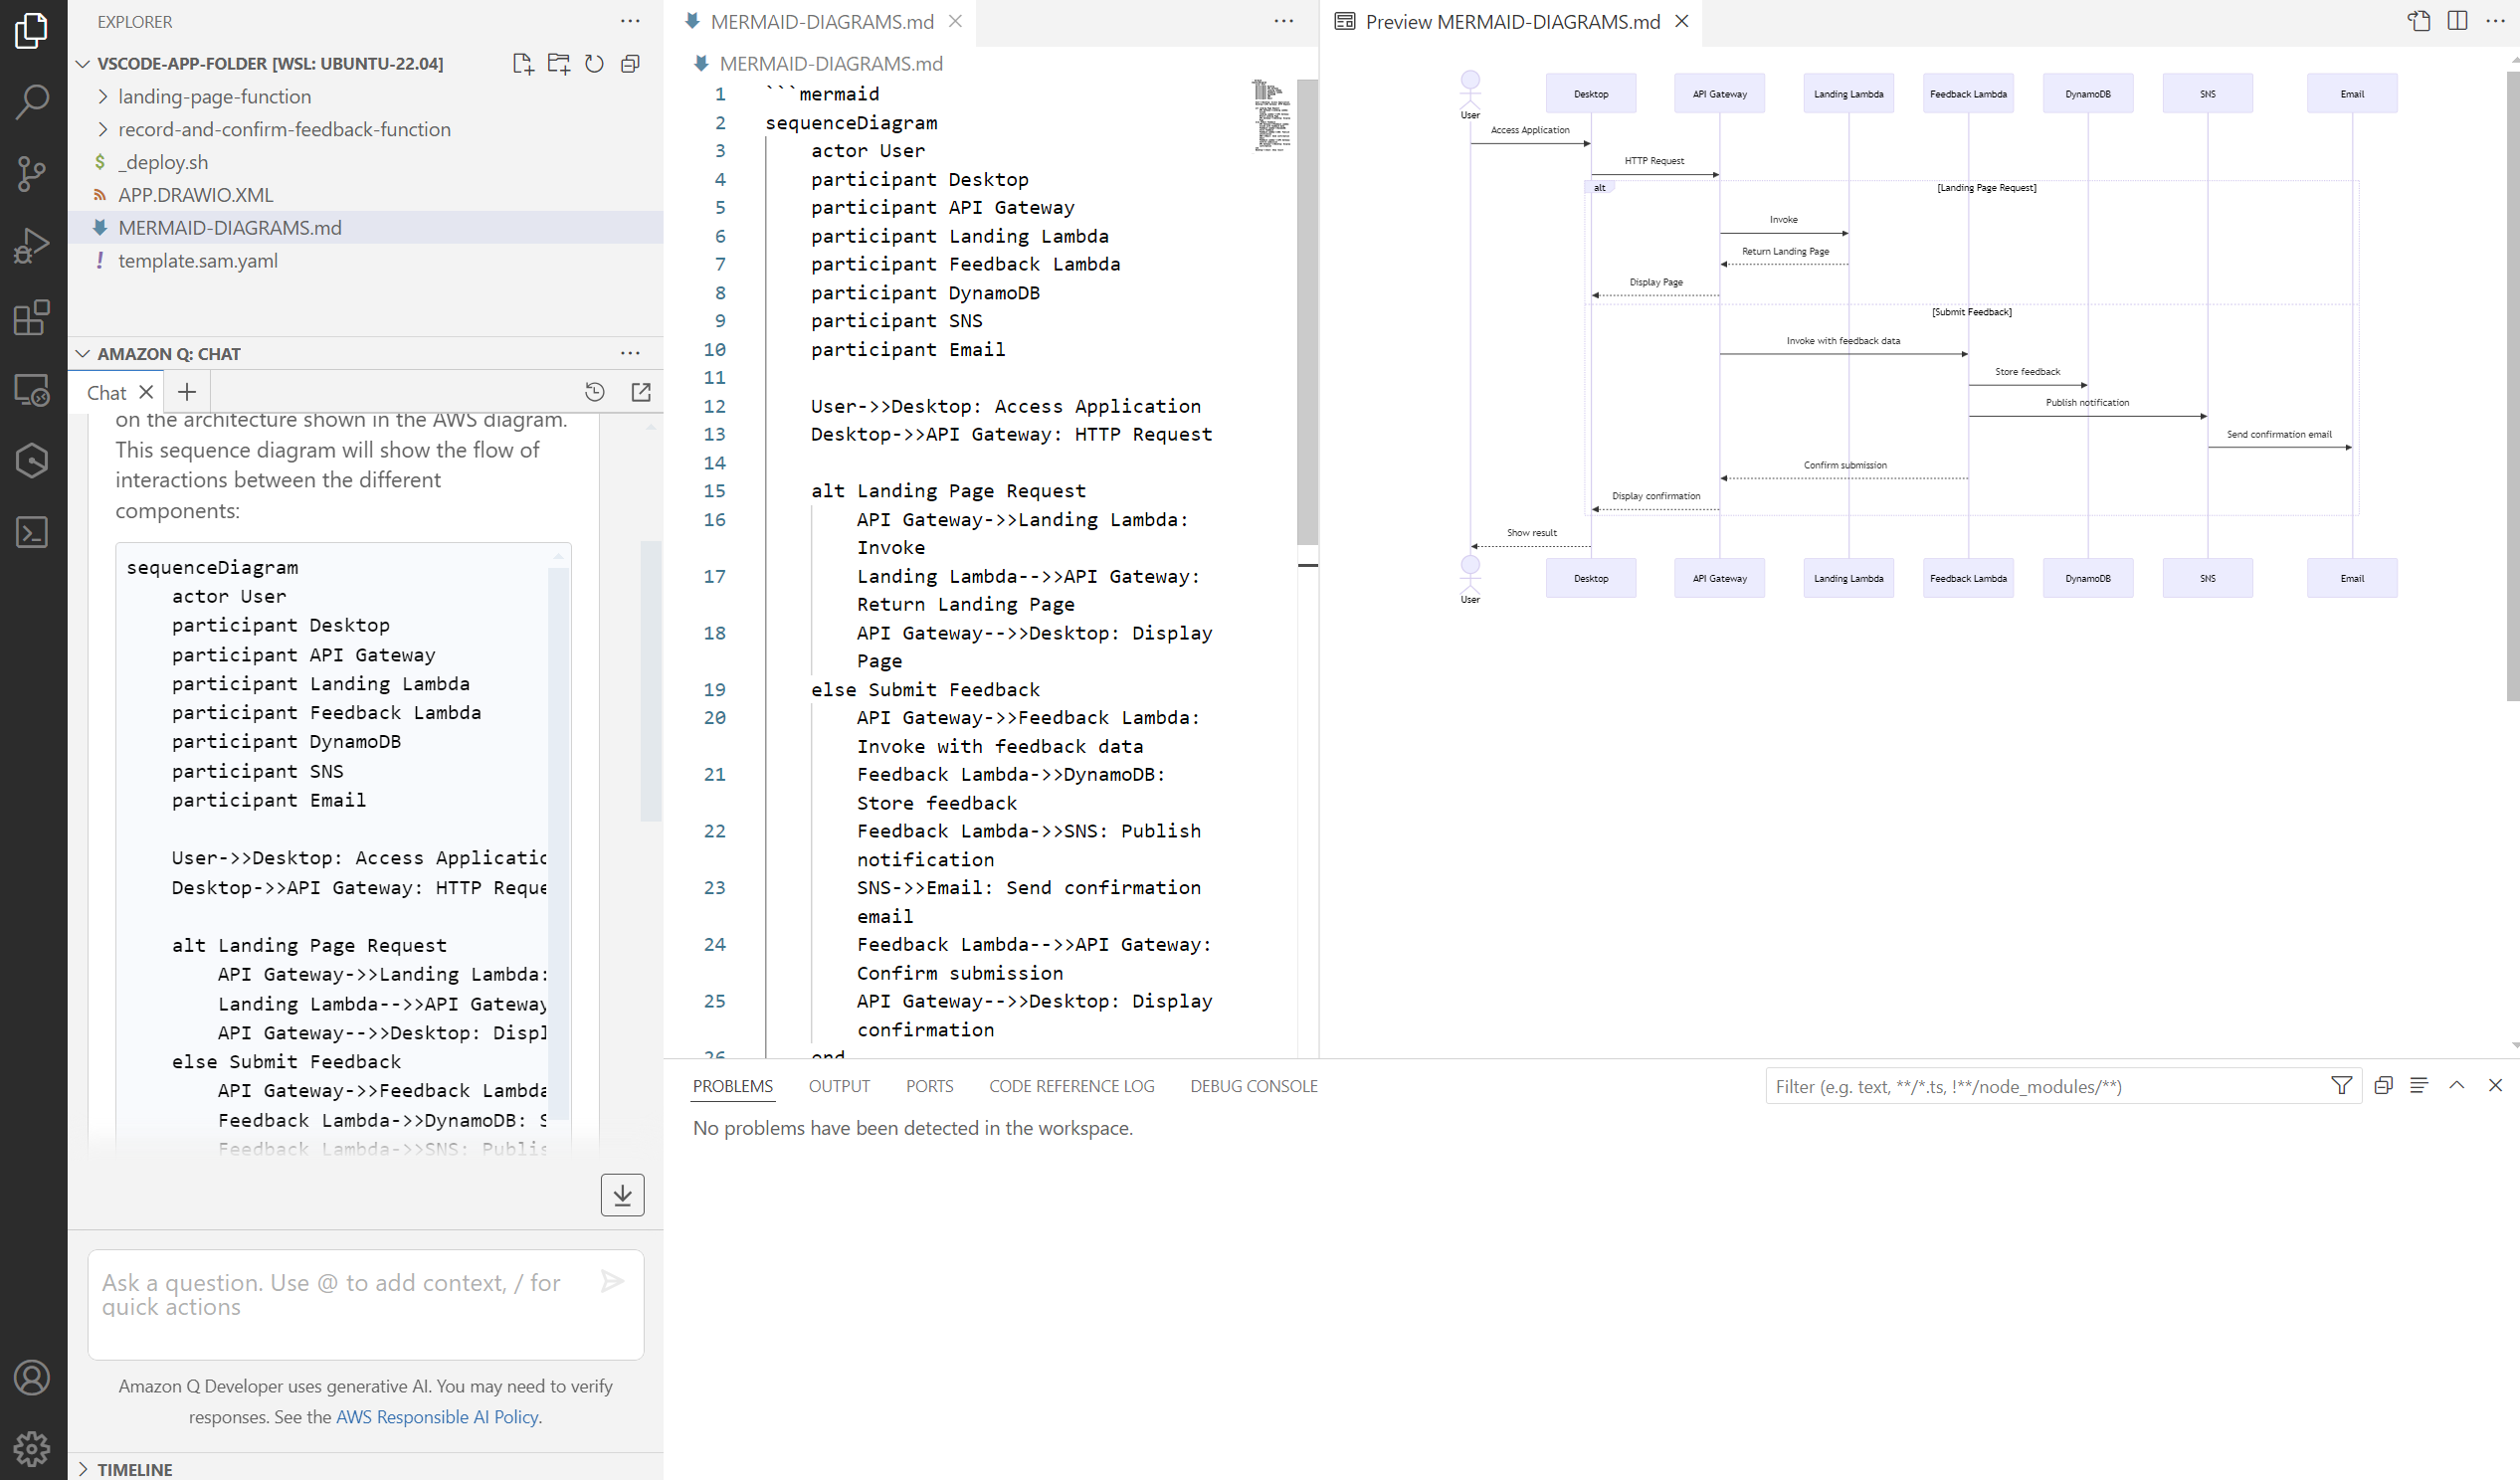 EXPLORER
VSCODE-APP-FOLDER [WSL: UBUNTU-22.04]
landing-page-function
record-and-confirm-feedback-function
$ _deploy.sh
APP.DRAWIO.XML
MERMAID-DIAGRAMS.md
! template.sam.yaml
AMAZON Q: CHAT
Chat
on the architecture shown in the AWS diagram.
This sequence diagram will show the flow of
interactions between the different
components:
sequenceDiagram
actor User
participant Desktop
participant API Gateway
participant Landing Lambda
participant Feedback Lambda
participant DynamoDB
participant SNS
participant Email
User->>Desktop: Access Applicatio
Desktop->>API Gateway: HTTP Reque
alt Landing Page Request
API Gateway->>Landing Lambda:
Landing Lambda-->>API Gateway
API Gateway-->>Desktop: Displ
else Submit Feedback
API Gateway->>Feedback Lambda
Feedback Lambda->>DynamoDB: S
Feedback Lambda->>SNS: Publis
Ask a question. Use @ to add context, / for
quick actions
Amazon Q Developer uses generative AI. You may need to verify
responses. See the AWS Responsible AI Policy.
TIMELINE
MERMAID-DIAGRAMS.md
MERMAID-DIAGRAMS.md
1 ```mermaid
2 sequenceDiagram
3 actor User
4 participant Desktop
5 participant API Gateway
6 participant Landing Lambda
7 participant Feedback Lambda
8 participant DynamoDB
9 participant SNS
10 participant Email
11
12 User->>Desktop: Access Application
13 Desktop->>API Gateway: HTTP Request
14
15 alt Landing Page Request
16 API Gateway->>Landing Lambda:
Invoke
17 Landing Lambda-->>API Gateway:
Return Landing Page
18 API Gateway-->>Desktop: Display
Page
19 else Submit Feedback
20 API Gateway->>Feedback Lambda:
Invoke with feedback data
21 Feedback Lambda->>DynamoDB:
Store feedback
22 Feedback Lambda->>SNS: Publish
notification
23 SNS->>Email: Send confirmation
email
24 Feedback Lambda-->>API Gateway:
Confirm submission
25 API Gateway-->>Desktop: Display
confirmation
26 end
Preview MERMAID-DIAGRAMS.md
User
Desktop
API Gateway
Landing Lambda
Feedback Lambda
DynamoDB
SNS
Email
Access Application
HTTP Request
alt
[Landing Page Request]
Invoke
Return Landing Page
Display Page
[Submit Feedback]
Invoke with feedback data
Store feedback
Publish notification
Send confirmation email
Confirm submission
Display confirmation
Show result
User
Desktop
API Gateway
Landing Lambda
Feedback Lambda
DynamoDB
SNS
Email
PROBLEMS
OUTPUT
PORTS
CODE REFERENCE LOG
DEBUG CONSOLE
Filter (e.g. text, **/*.ts, !**/node_modules/**)
No problems have been detected in the workspace.